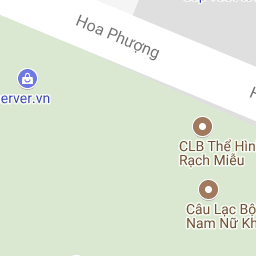 Hoa Phượng
erver.vn
CLB Thể Hìn
Rạch Miễu
Câu Lạc Bộ
Nam Nữ Kh